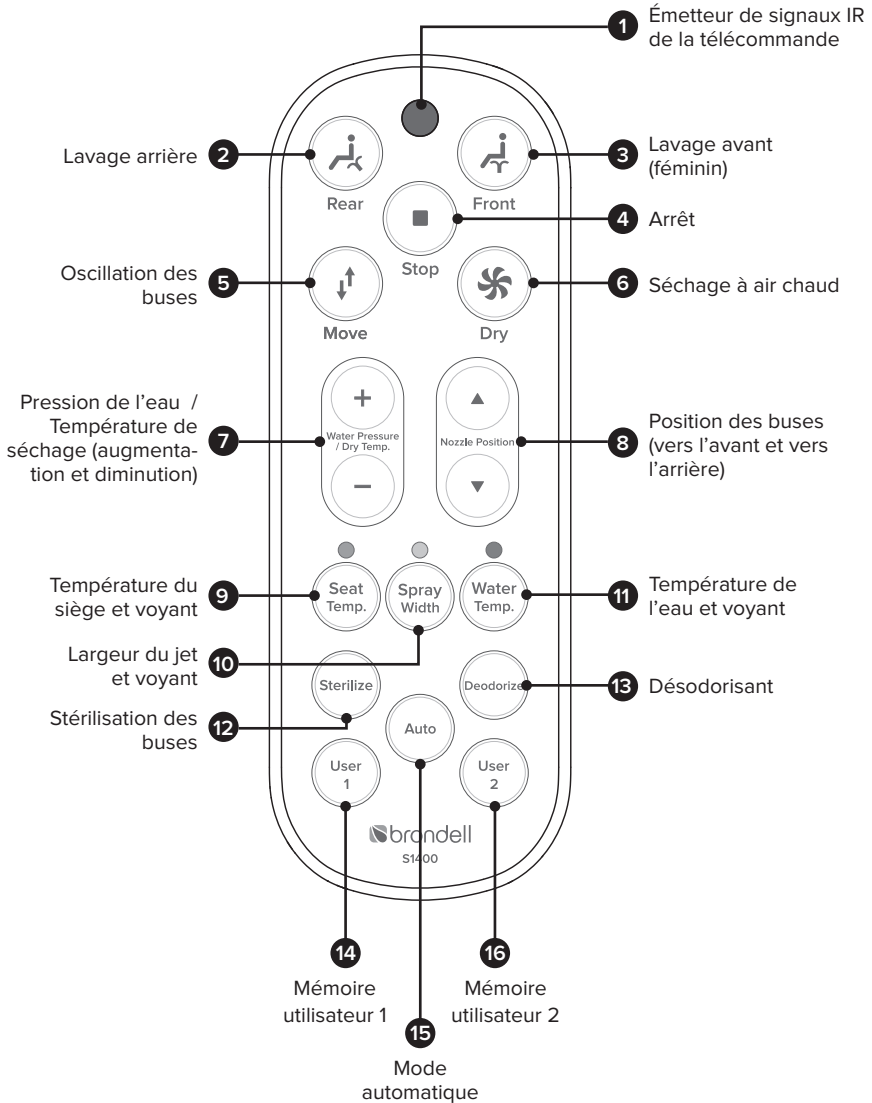 1
Émetteur de signaux IR
de la télécommande
2
Lavage arrière
3
Lavage avant
(féminin)
Rear
Front
4
Arrêt
Stop
5
Oscillation des
buses
6
Séchage à air chaud
Move
Dry
Pression de l'eau /
Température de
séchage (augmenta-
tion et diminution)
7
+
Water Pressure
/ Dry Temp.
−
▲
Nozzle Position
▼
8
Position des buses
(vers l'avant et vers
l'arrière)
Température du
siège et voyant
9
Seat
Temp.
Spray
Width
Water
Temp.
11
Température de
l'eau et voyant
Largeur du jet
et voyant
10
Sterilize
Deodorize
13
Désodorisant
Stérilisation des
buses
12
Auto
User
1
User
2
brondell
S1400
14
Mémoire
utilisateur 1
16
Mémoire
utilisateur 2
15
Mode
automatique